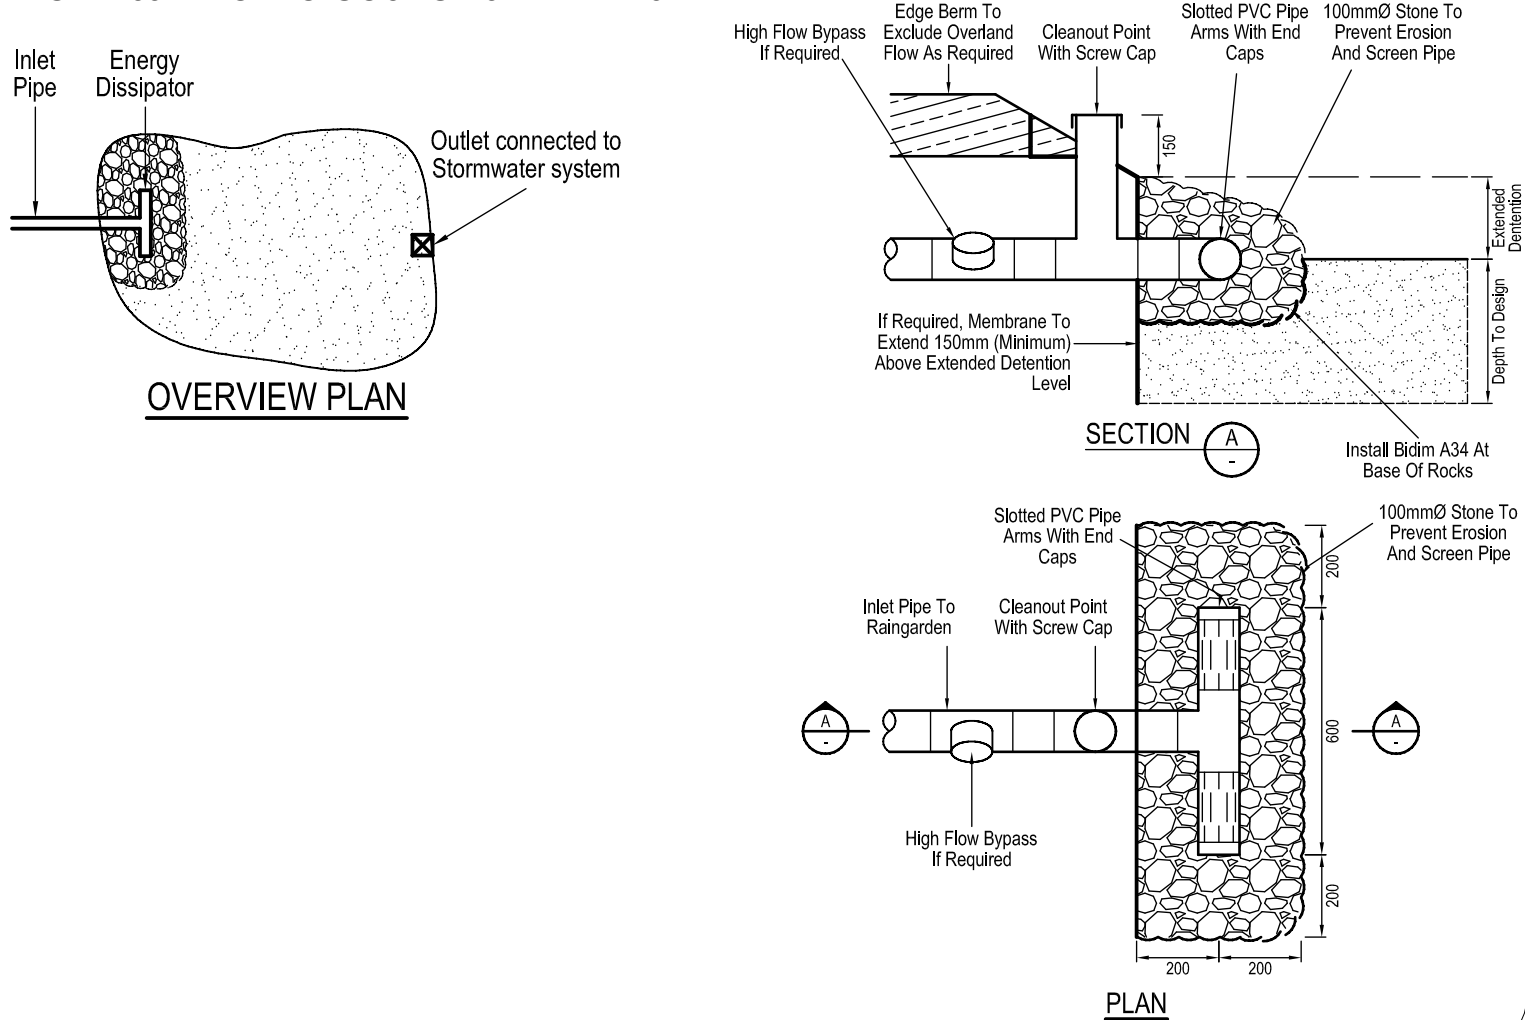 Inlet
Pipe
Energy
Dissipator
Outlet connected to
Stormwater system
OVERVIEW PLAN
High Flow Bypass
If Required
Edge Berm To
Exclude Overland
Flow As Required
Cleanout Point
With Screw Cap
Slotted PVC Pipe
Arms With End
Caps
100mmØ Stone To
Prevent Erosion
And Screen Pipe
150
Extended
Dentention
Depth To Design
If Required, Membrane To
Extend 150mm (Minimum)
Above Extended Detention
Level
SECTION
A
-
Install Bidim A34 At
Base Of Rocks
Slotted PVC Pipe
Arms With End
Caps
100mmØ Stone To
Prevent Erosion
And Screen Pipe
200
Inlet Pipe To
Raingarden
Cleanout Point
With Screw Cap
A
-
600
A
-
High Flow Bypass
If Required
200
200
200
PLAN